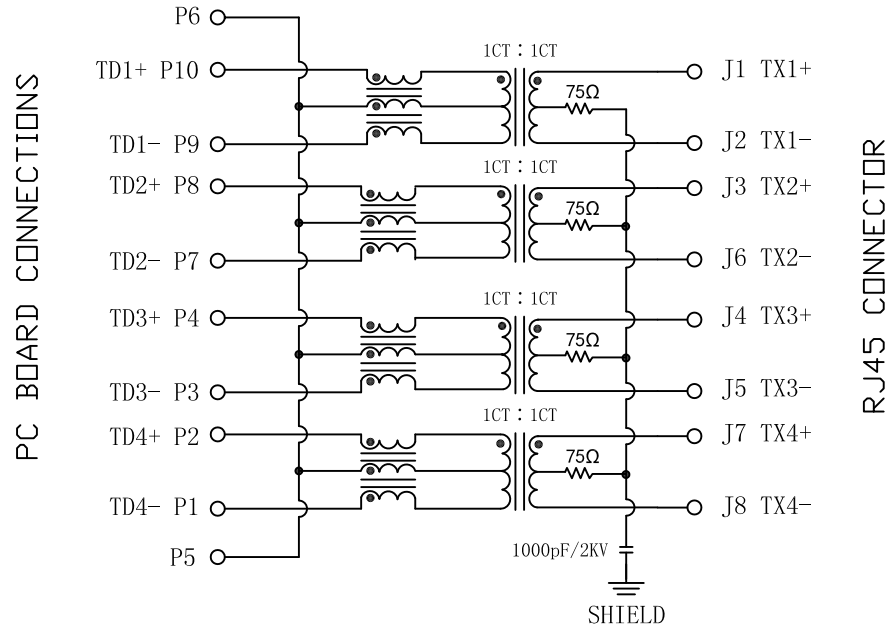 PC BOARD CONNECTIONS
P6
1CT : 1CT
TD1+ P10
75Ω
J1 TX1+
TD1- P9
J2 TX1-
1CT : 1CT
TD2+ P8
75Ω
J3 TX2+
TD2- P7
J6 TX2-
1CT : 1CT
TD3+ P4
75Ω
J4 TX3+
TD3- P3
J5 TX3-
1CT : 1CT
TD4+ P2
75Ω
J7 TX4+
TD4- P1
J8 TX4-
P5
1000pF/2KV
SHIELD
RJ45 CONNECTOR